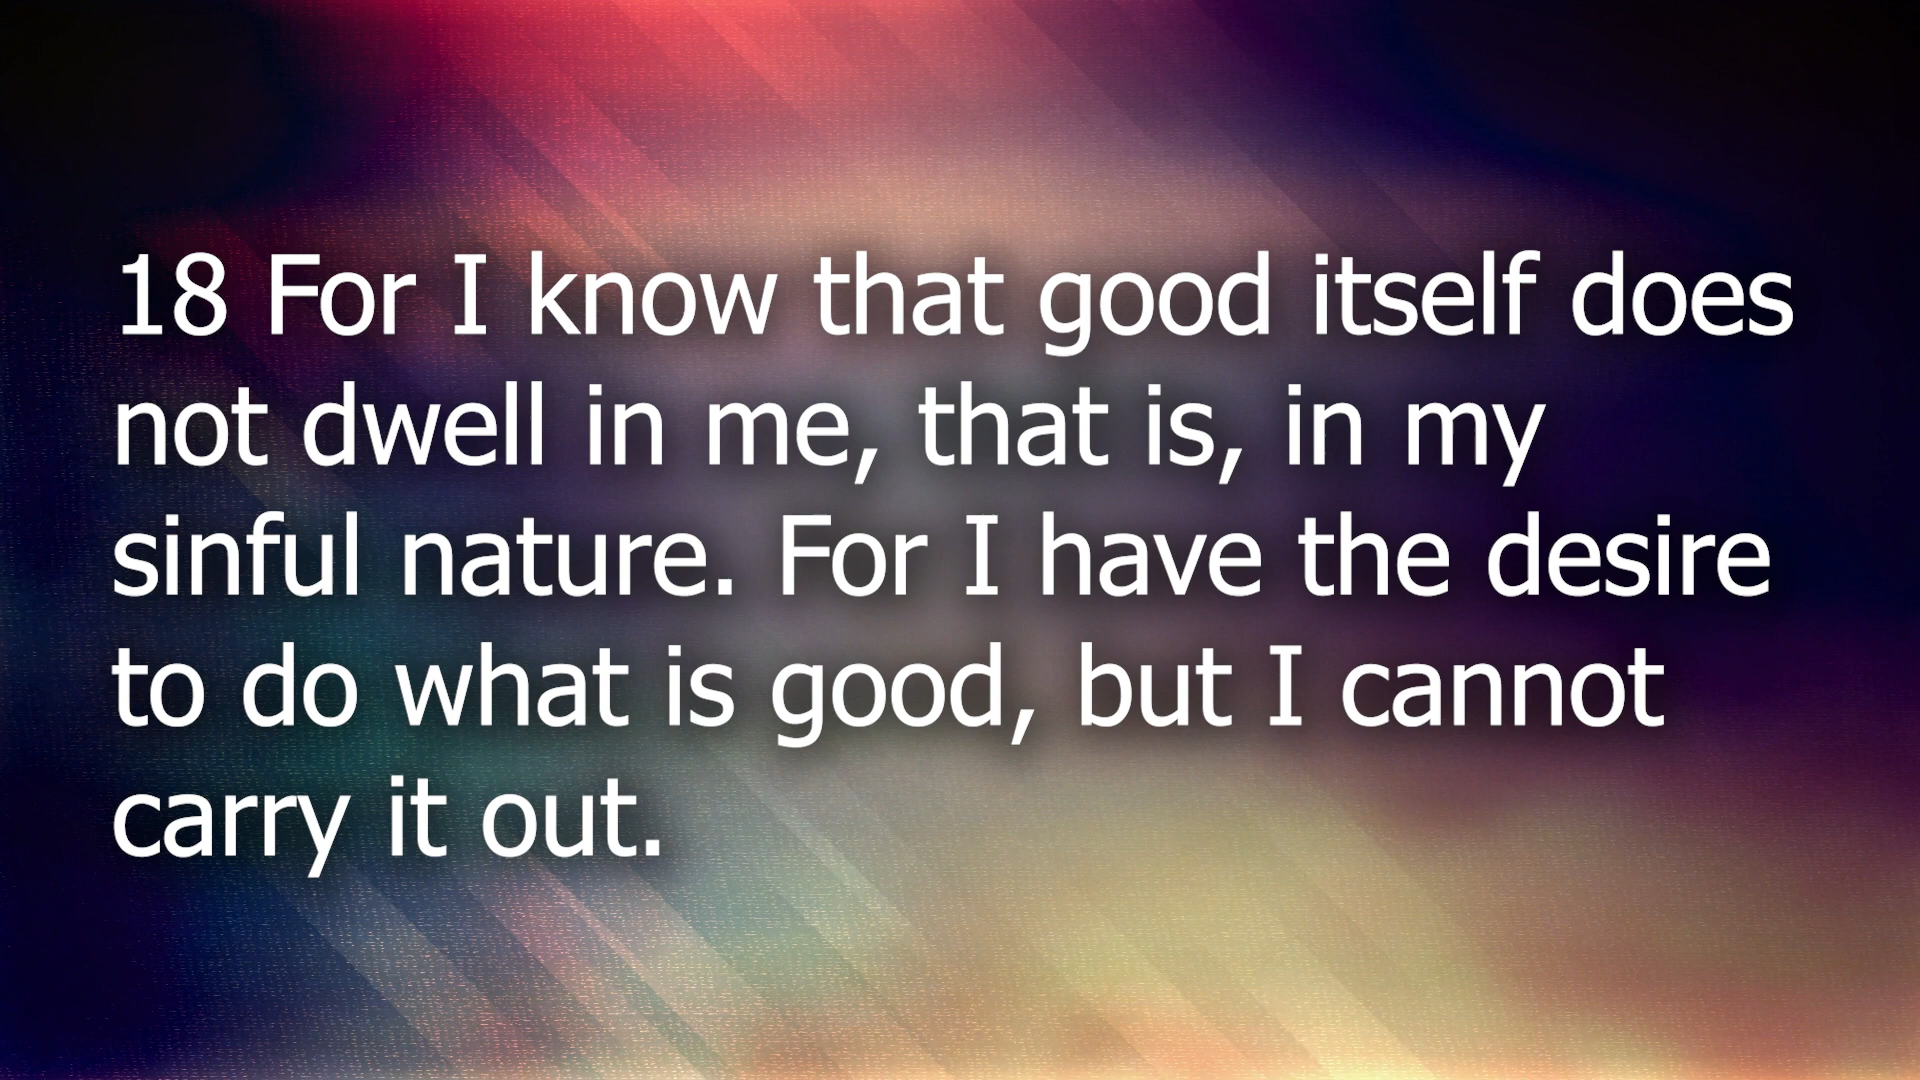 18 For I know that good itself does
not dwell in me, that is, in my
sinful nature. For I have the desire
to do what is good, but I cannot
carry it out.